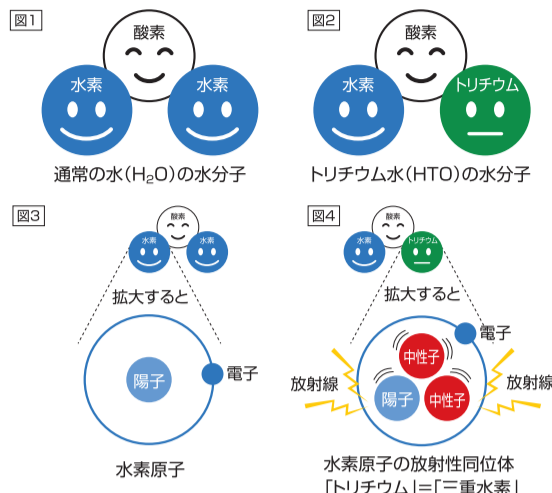 図1
酸素
水素
水素
通常の水(H₂O)の水分子
図2
酸素
水素
トリチウム
トリチウム水(HTO)の水分子
図3
酸素
水素
水素
拡大すると
陽子
電子
水素原子
図4
酸素
水素
トリチウム
拡大すると
電子
中性子
放射線
陽子
中性子
放射線
水素原子の放射性同位体
「トリチウム」=「三重水素」